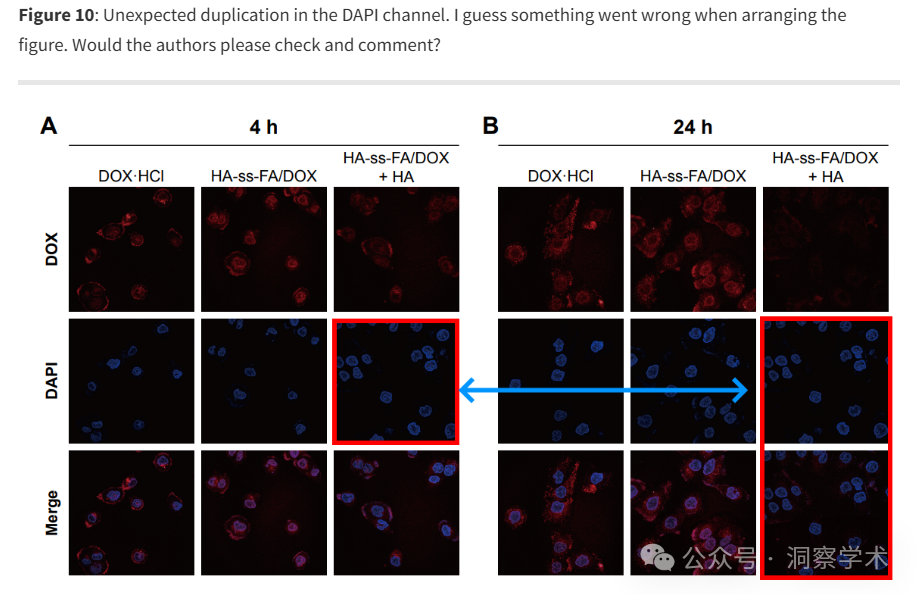 Figure 10: Unexpected duplication in the DAPI channel. I guess something went wrong when arranging the
figure. Would the authors please check and comment?
A
4 h
B
24 h
DOX·HCl
HA-ss-FA/DOX
HA-ss-FA/DOX
+ HA
DOX·HCl
HA-ss-FA/DOX
HA-ss-FA/DOX
+ HA
DOX
DAPI
Merge
公众号 · 洞察学术